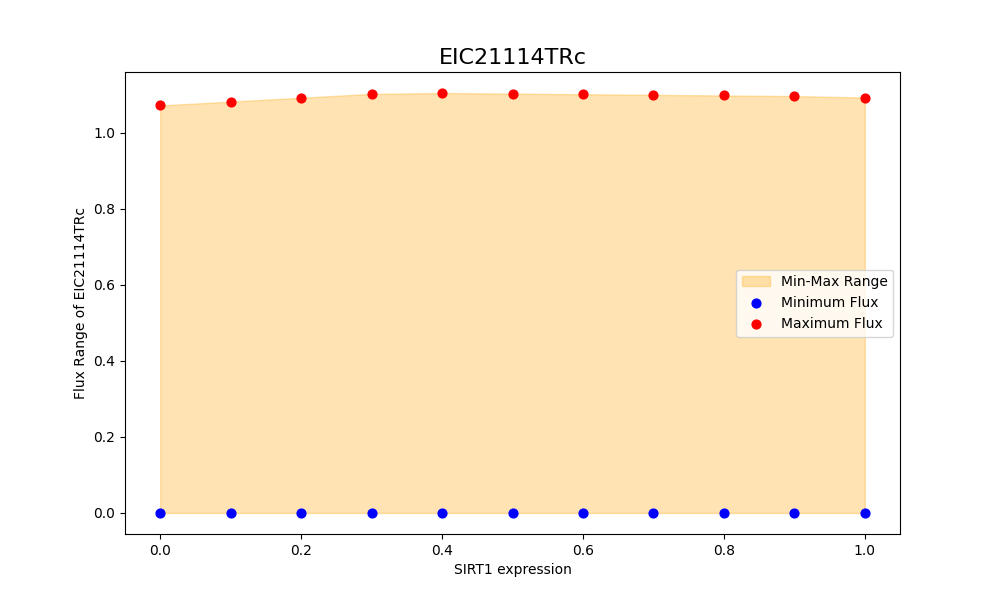 EIC21114TRc
Flux Range of EIC21114TRc
1.0
0.8
0.6
0.4
0.2
0.0
Min-Max Range
Minimum Flux
Maximum Flux
0.0 0.2 0.4 0.6 0.8 1.0
SIRT1 expression